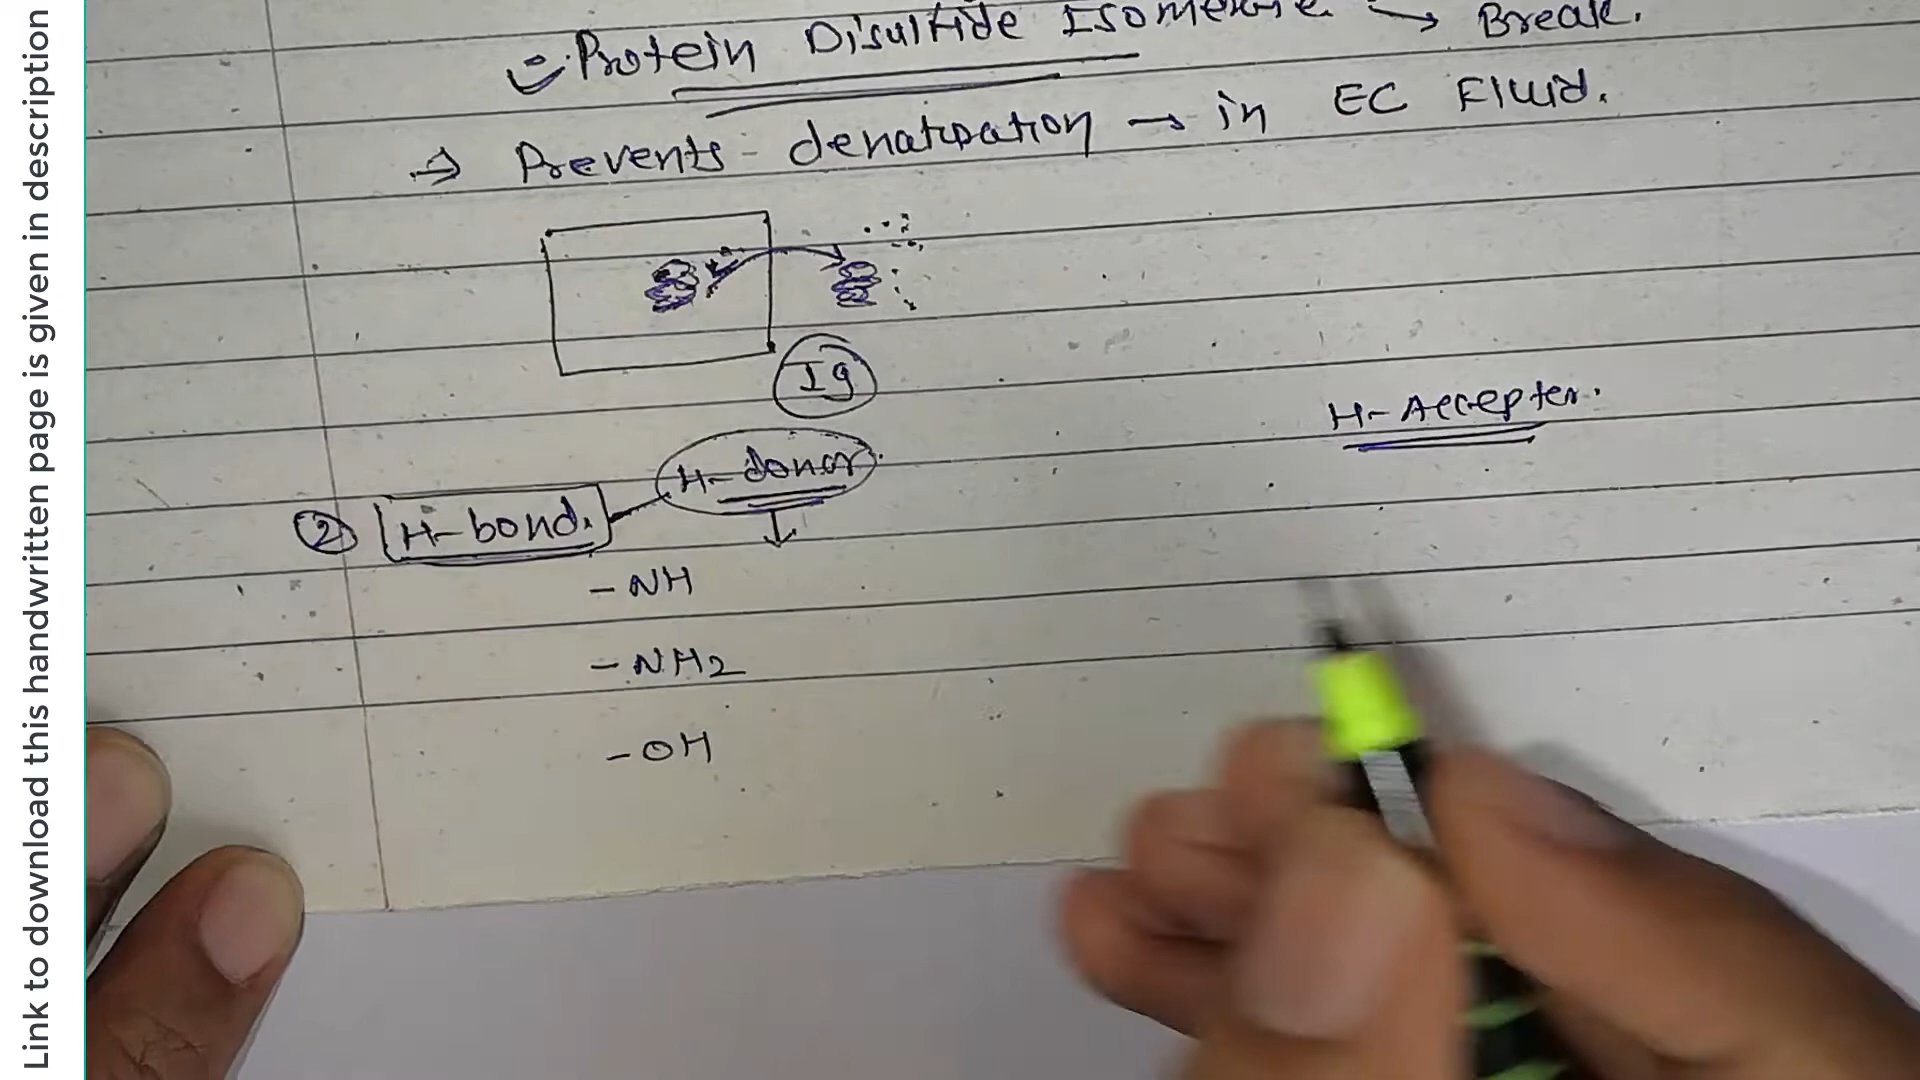 Link to download this handwritten page is given in description
Protein Disulfide Isomerase → Break.
→ Prevents - denaturation → in EC Fluid.
Ig
H-Accepter.
② H-bond. H-donar.
- NH
- NH2
- OH